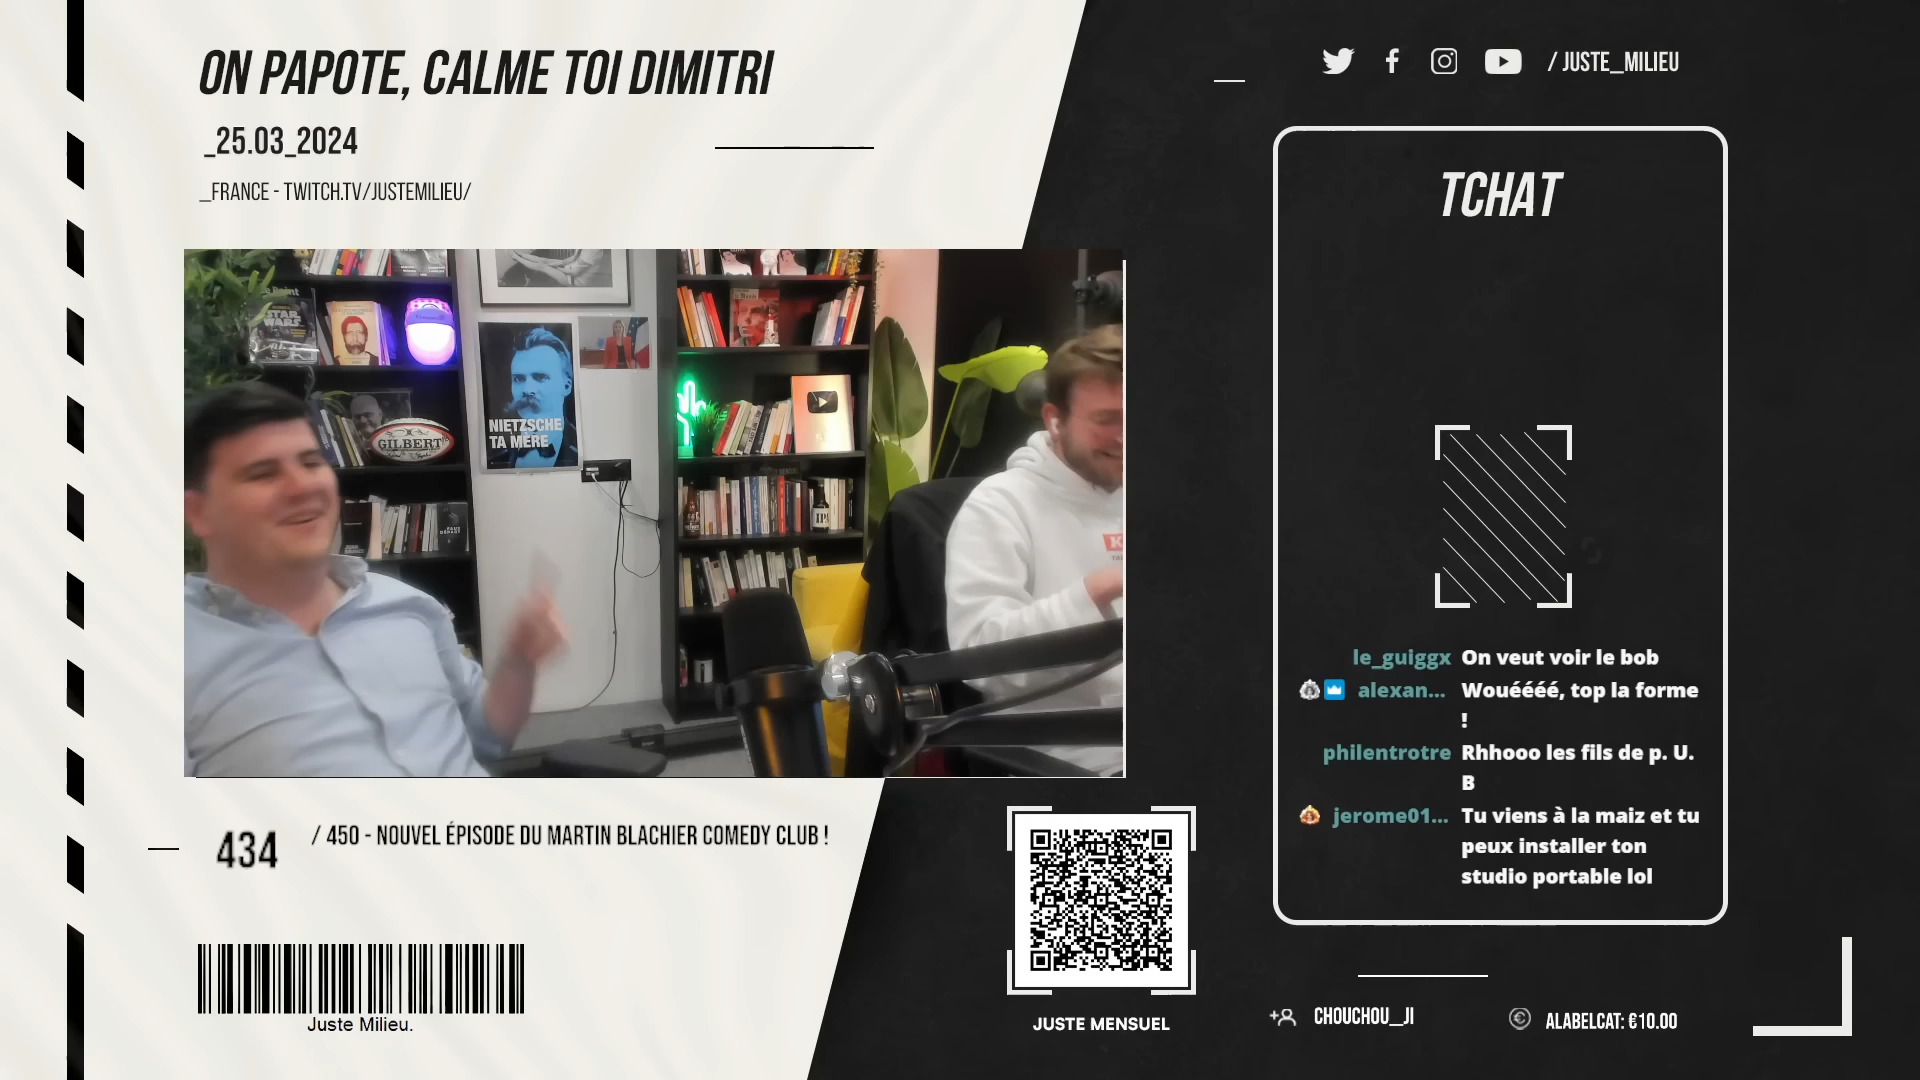 ON PAPOTE, CALME TOI DIMITRI
_25.03_2024
_FRANCE - TWITCH.TV/JUSTEMILIEU/
/ JUSTE_MILIEU
TCHAT
STAR
WARS
GILBERT
NIETZSCHE
TA MÈRE
IPA
le_guiggx On veut voir le bob
alexan... Wouéééé, top la forme
!
philentrotre Rhhooo les fils de p. U.
B
jerome01... Tu viens à la maiz et tu
peux installer ton
studio portable lol
434 / 450 - NOUVEL ÉPISODE DU MARTIN BLACHIER COMEDY CLUB !
Juste Milieu.
JUSTE MENSUEL
CHOUCHOU_JI
ALABELCAT: €10.00